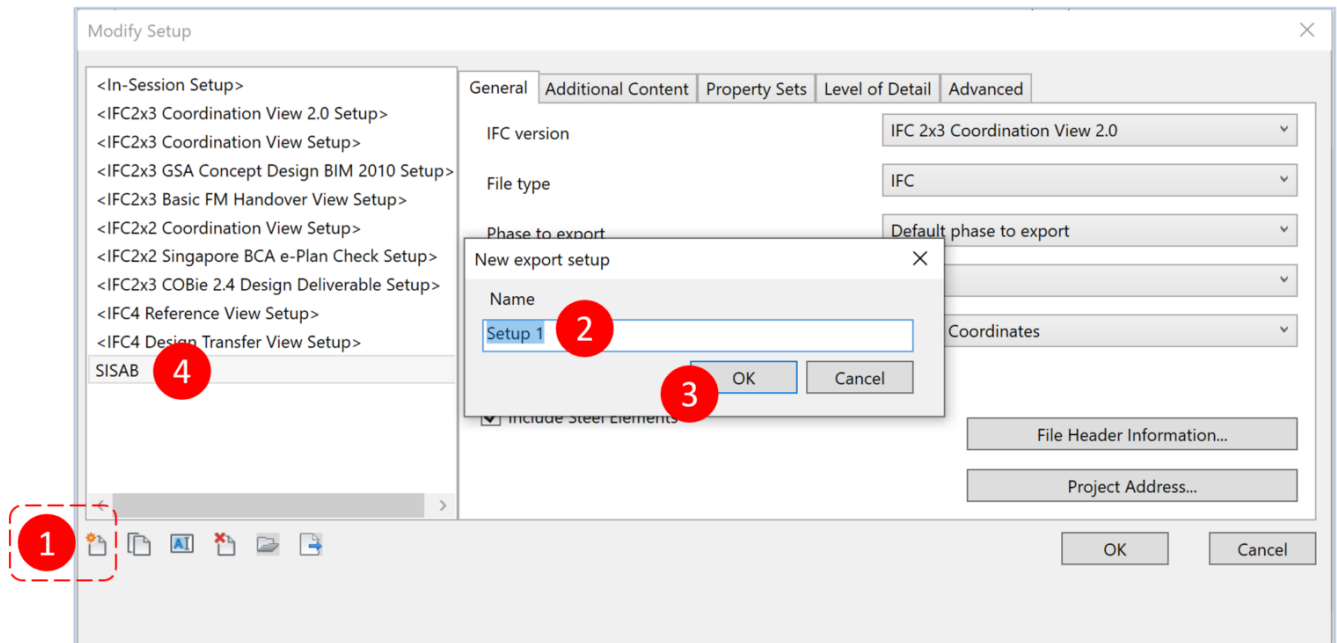 Modify Setup
<In-Session Setup>
<IFC2x3 Coordination View 2.0 Setup>
<IFC2x3 Coordination View Setup>
<IFC2x3 GSA Concept Design BIM 2010 Setup>
<IFC2x3 Basic FM Handover View Setup>
<IFC2x2 Coordination View Setup>
<IFC2x2 Singapore BCA e-Plan Check Setup>
<IFC2x3 COBie 2.4 Design Deliverable Setup>
<IFC4 Reference View Setup>
<IFC4 Design Transfer View Setup>
SISAB 4
General Additional Content Property Sets Level of Detail Advanced
IFC version IFC 2x3 Coordination View 2.0
File type IFC
Phase to export Default phase to export
Coordinates
New export setup
Name
Setup 1 2
3 OK Cancel
Include Steel Elements
File Header Information...
Project Address...
1 AI
OK Cancel